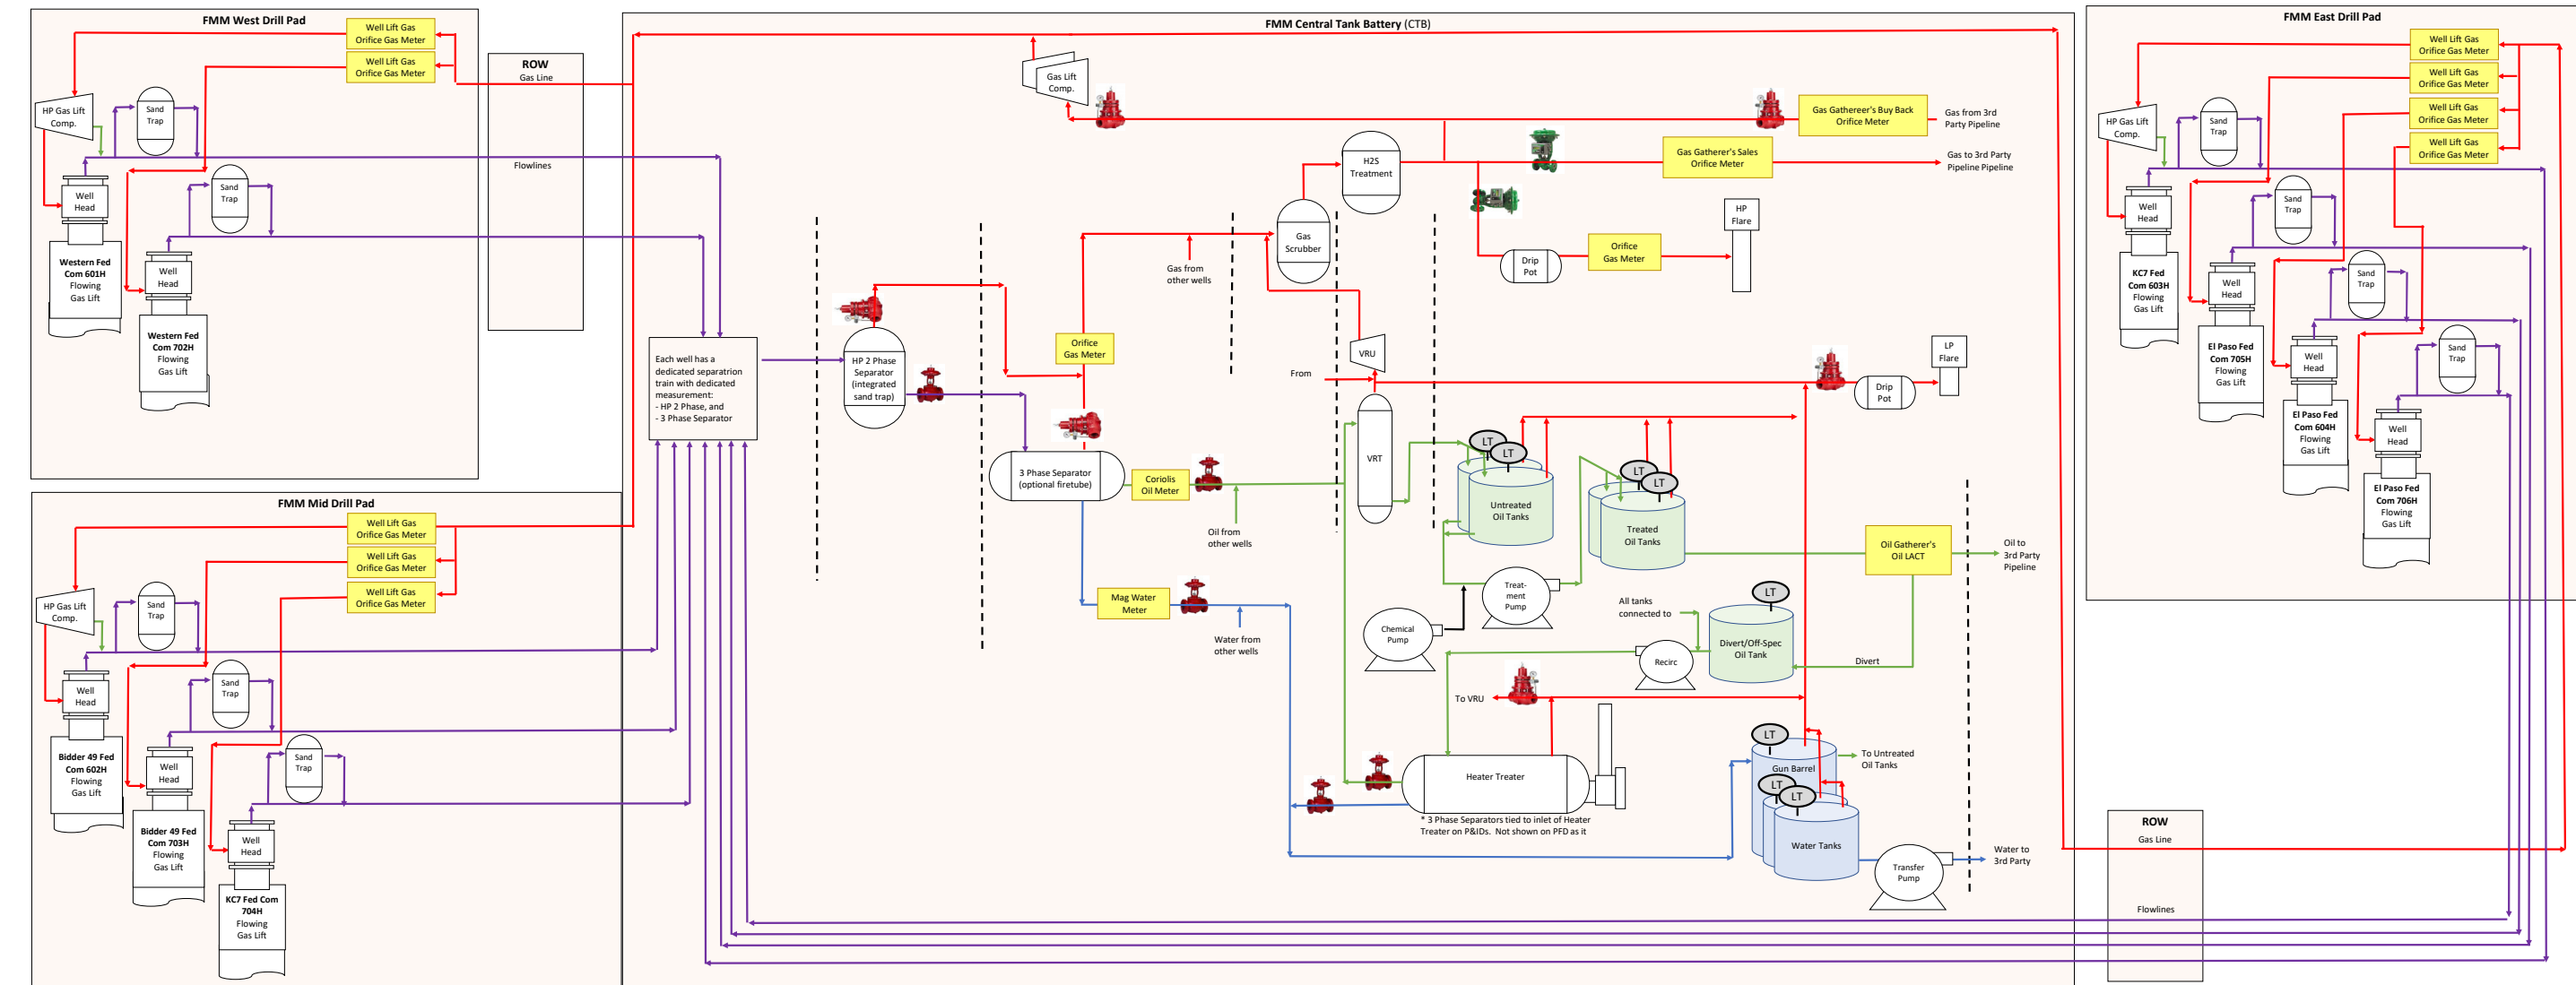 FMM West Drill Pad
Well Lift Gas
Orifice Gas Meter
Well Lift Gas
Orifice Gas Meter
HP Gas Lift
Comp.
Sand
Trap
Well
Head
Sand
Trap
Western Fed
Com 601H
Flowing
Gas Lift
Well
Head
Western Fed
Com 702H
Flowing
Gas Lift
ROW
Gas Line
Flowlines
FMM Mid Drill Pad
Well Lift Gas
Orifice Gas Meter
Well Lift Gas
Orifice Gas Meter
Well Lift Gas
Orifice Gas Meter
HP Gas Lift
Comp.
Sand
Trap
Well
Head
Sand
Trap
Bidder 49 Fed
Com 602H
Flowing
Gas Lift
Well
Head
Sand
Trap
Bidder 49 Fed
Com 703H
Flowing
Gas Lift
Well
Head
KC7 Fed Com
704H
Flowing
Gas Lift
FMM Central Tank Battery (CTB)
Gas Lift
Comp.
Gas Gathereer's Buy Back
Orifice Meter
Gas from 3rd
Party Pipeline
H2S
Treatment
Gas Gatherer's Sales
Orifice Meter
Gas to 3rd Party
Pipeline Pipeline
Gas
Scrubber
HP
Flare
Drip
Pot
Orifice
Gas Meter
Gas from
other wells
Each well has a
dedicated separatrion
train with dedicated
measurement:
- HP 2 Phase, and
- 3 Phase Separator
HP 2 Phase
Separator
(integrated
sand trap)
Orifice
Gas Meter
VRU
From
LP
Flare
Drip
Pot
3 Phase Separator
(optional firetube)
Coriolis
Oil Meter
VRT
LT
LT
Untreated
Oil Tanks
LT
LT
Treated
Oil Tanks
Oil from
other wells
Oil Gatherer's
Oil LACT
Oil to
3rd Party
Pipeline
Mag Water
Meter
Water from
other wells
Treat-
ment
Pump
Chemical
Pump
All tanks
connected to
LT
Divert/Off-Spec
Oil Tank
Divert
Recirc
To VRU
Heater Treater
* 3 Phase Separators tied to inlet of Heater
Treater on P&IDs.  Not shown on PFD as it
LT
Gun Barrel
To Untreated
Oil Tanks
LT
LT
Water Tanks
Transfer
Pump
Water to
3rd Party
FMM East Drill Pad
Well Lift Gas
Orifice Gas Meter
Well Lift Gas
Orifice Gas Meter
Well Lift Gas
Orifice Gas Meter
Well Lift Gas
Orifice Gas Meter
HP Gas Lift
Comp.
Sand
Trap
Well
Head
Sand
Trap
KC7 Fed
Com 603H
Flowing
Gas Lift
Well
Head
Sand
Trap
El Paso Fed
Com 705H
Flowing
Gas Lift
Well
Head
Sand
Trap
El Paso Fed
Com 604H
Flowing
Gas Lift
Well
Head
El Paso Fed
Com 706H
Flowing
Gas Lift
ROW
Gas Line
Flowlines